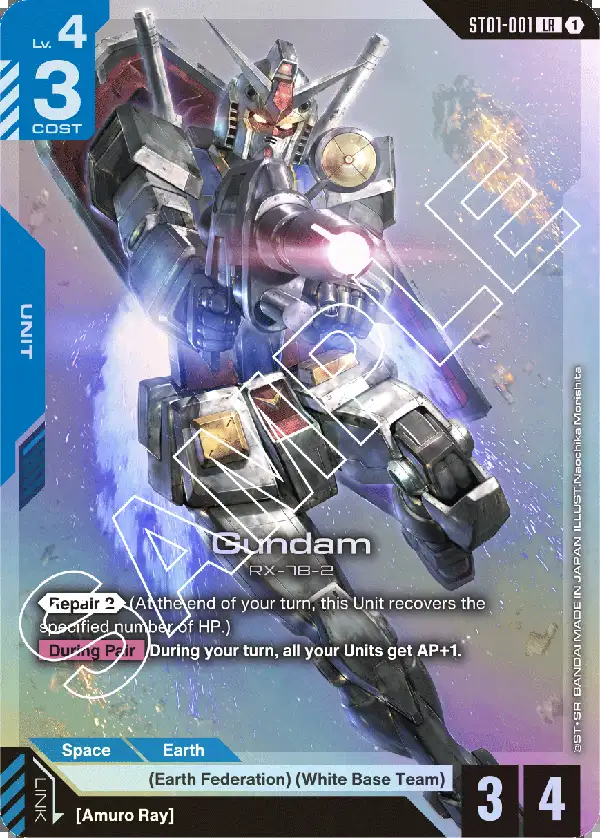 Lv. 4
3
COST
ST01-001 LR 1
UNIT
SAMPLE
©ST・SR BANDAI MADE IN JAPAN ILLUST:Naochika Morishita
Gundam
RX-78-2
Repair 2 (At the end of your turn, this Unit recovers the
specified number of HP.)
During Pair During your turn, all your Units get AP+1.
Space Earth
(Earth Federation) (White Base Team)
LINK
[Amuro Ray]
3 4